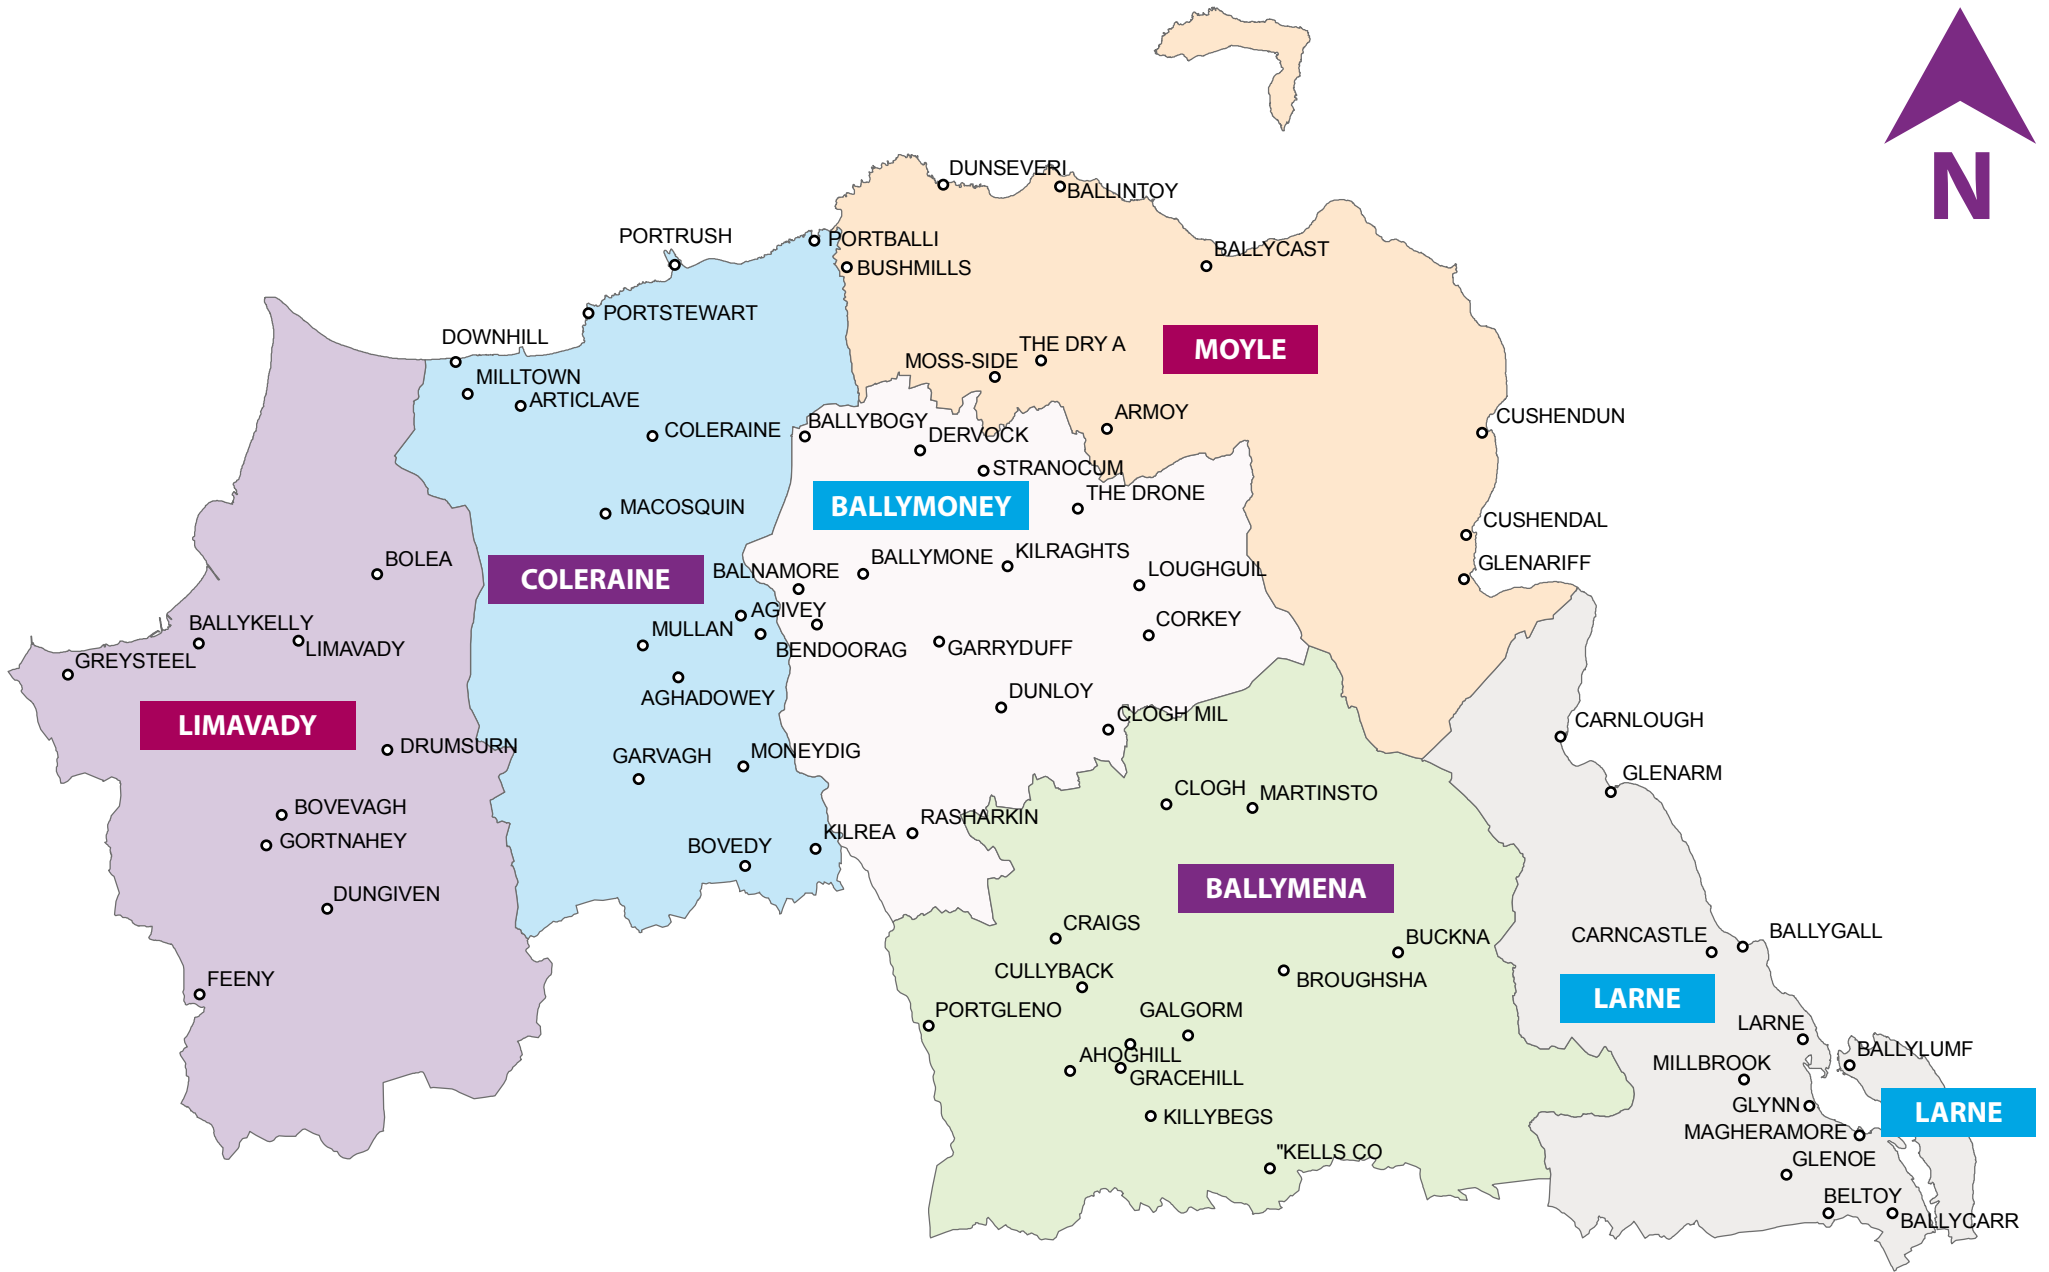 N
DUNSEVERI
BALLINTOY
PORTRUSH
PORTBALLI
BALLYCAST
BUSHMILLS
PORTSTEWART
DOWNHILL
THE DRY A
MOYLE
MOSS-SIDE
MILLTOWN
ARTICLAVE
ARMOY
CUSHENDUN
COLERAINE
BALLYBOGY
DERVOCK
STRANOCUM
BALLYMONEY
THE DRONE
MACOSQUIN
CUSHENDAL
BOLEA
COLERAINE
BALNAMORE
BALLYMONE
KILRAGHTS
LOUGHGUIL
GLENARIFF
AGIVEY
BALLYKELLY
LIMAVADY
MULLAN
BENDOORAG
GARRYDUFF
CORKEY
GREYSTEEL
AGHADOWEY
DUNLOY
CLOGH MIL
CARNLOUGH
LIMAVADY
DRUMSURN
GARVAGH
MONEYDIG
GLENARM
CLOGH
MARTINSTO
BOVEVAGH
RASHARKIN
KILREA
GORTNAHEY
BOVEDY
DUNGIVEN
BALLYMENA
CRAIGS
BUCKNA
CARNCASTLE
BALLYGALL
FEENY
CULLYBACK
BROUGHSHA
LARNE
PORTGLENO
GALGORM
LARNE
AHOGHILL
GRACEHILL
MILLBROOK
BALLYLUMF
GLYNN
LARNE
KILLYBEGS
MAGHERAMORE
"KELLS CO
GLENOE
BELTOY
BALLYCARR